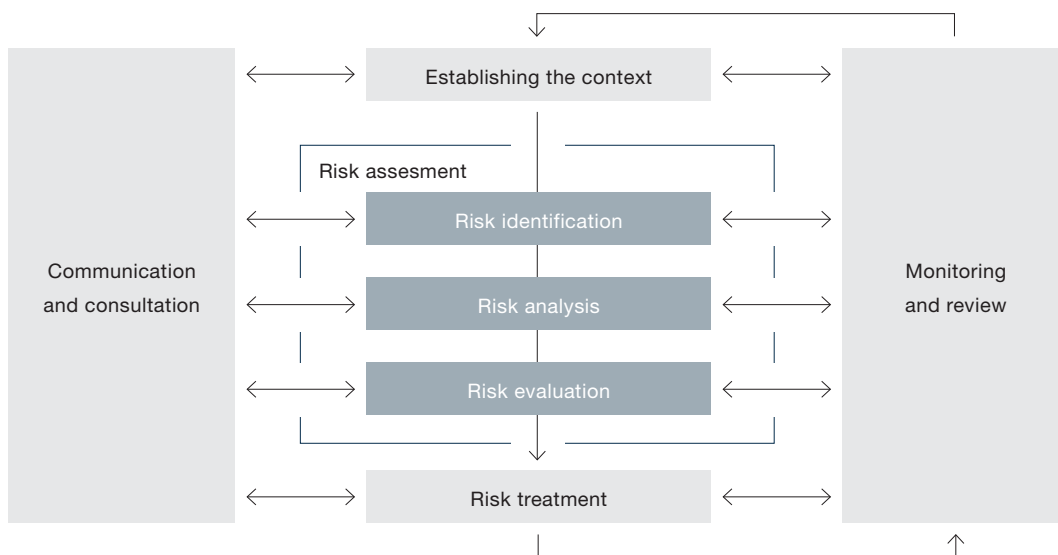 Establishing the context
Risk assesment
Risk identification
Communication
and consultation
Risk analysis
Monitoring
and review
Risk evaluation
Risk treatment